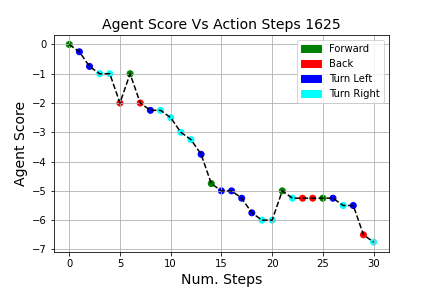 Agent Score Vs Action Steps 1625
Forward
Back
Turn Left
Turn Right
Agent Score
0
−1
−2
−3
−4
−5
−6
−7
0 5 10 15 20 25 30
Num. Steps